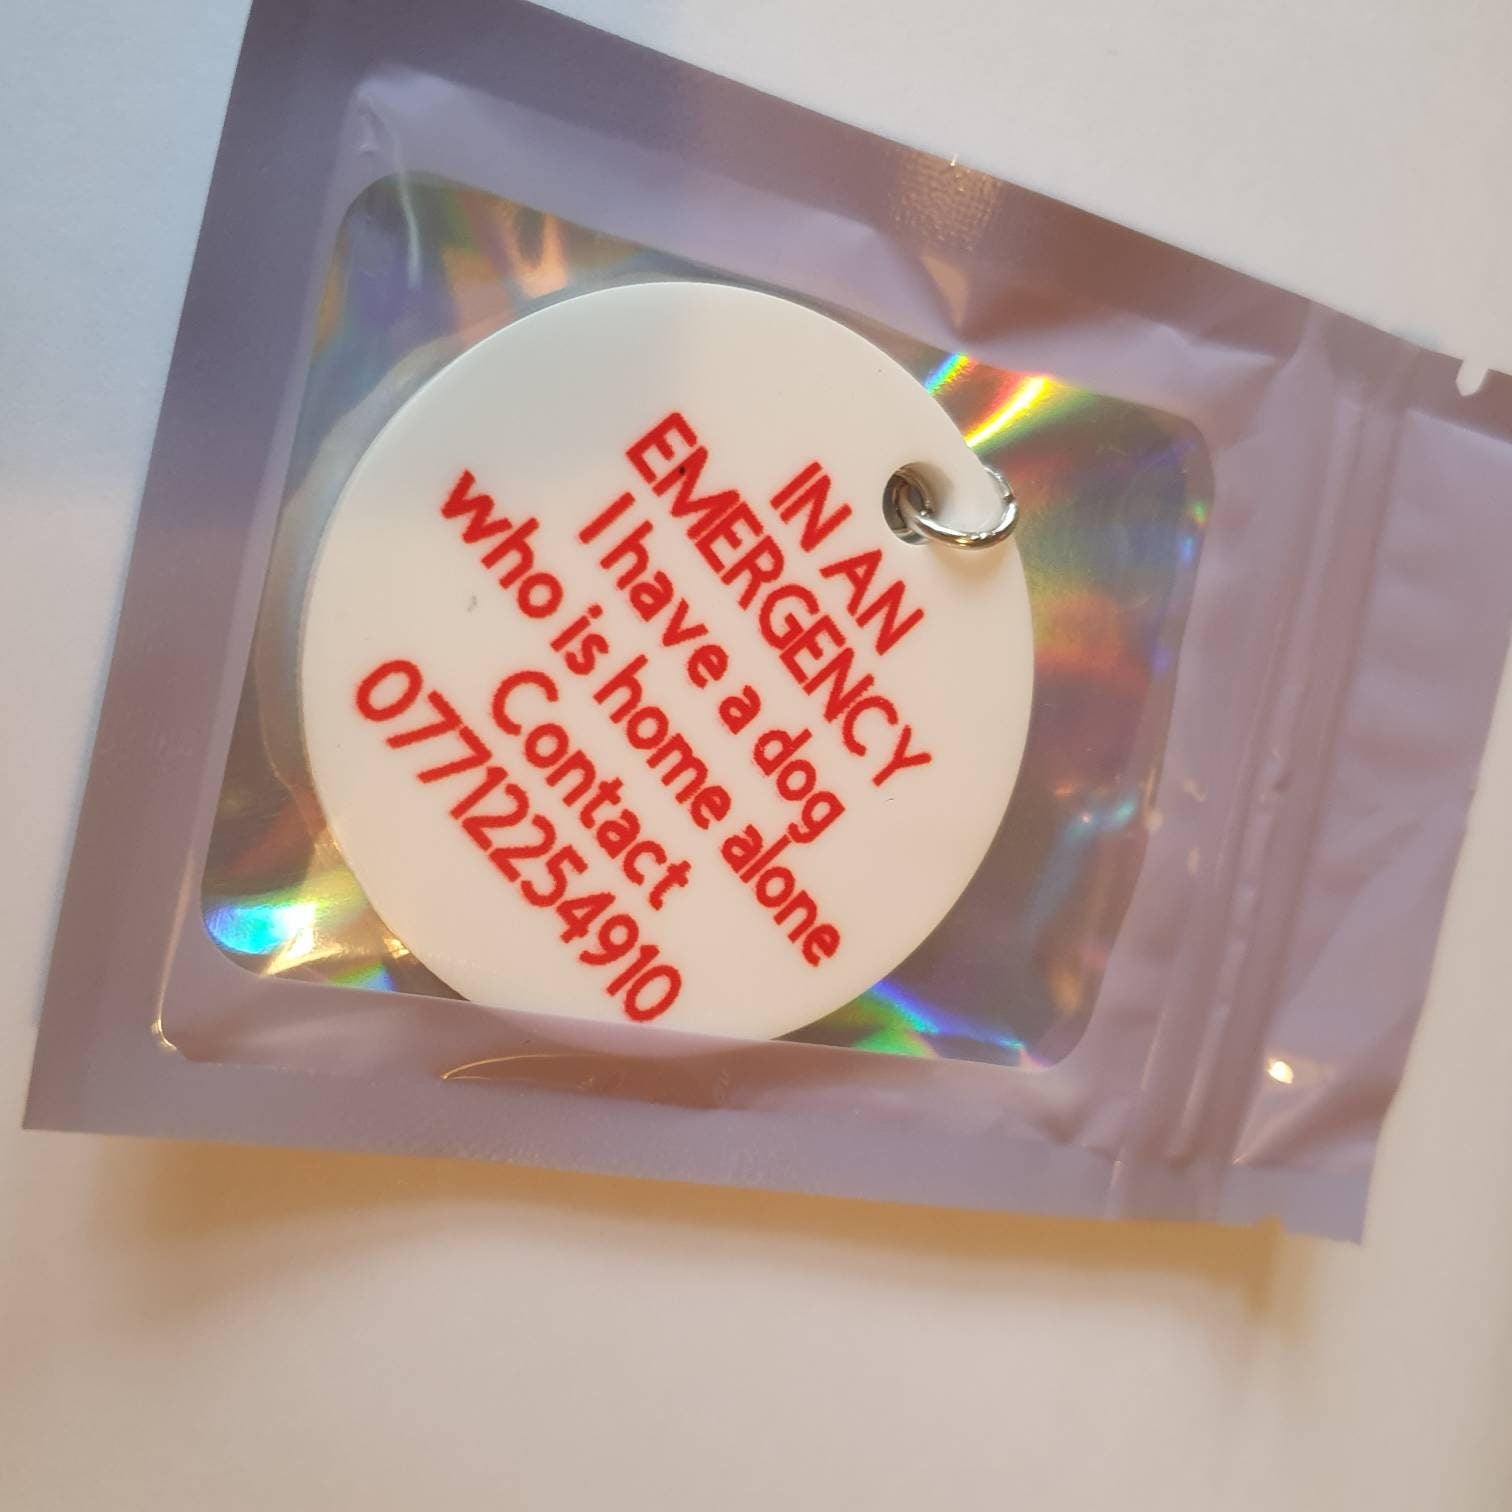 IN AN
EMERGENCY
I have a dog
who is home alone
Contact
07712254910